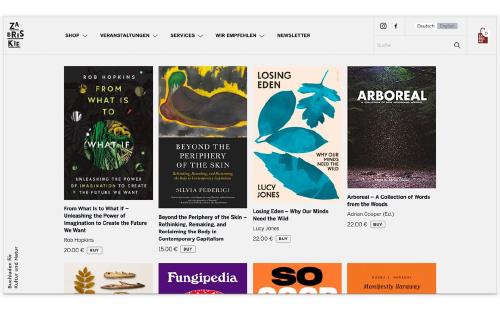 ZA
BRIS
KIE
SHOP
VERANSTALTUNGEN
SERVICES
WIR EMPFEHLEN
NEWSLETTER
Deutsch English
Suche
ROB HOPKINS
FROM
WHAT IS
TO
WHAT IF
UNLEASHING THE POWER
OF IMAGINATION TO CREATE
THE FUTURE WE WANT
BEYOND THE
PERIPHERY
OF THE SKIN
Rethinking, Remaking, and Reclaiming
the Body in Contemporary Capitalism
SILVIA FEDERICI
LOSING
EDEN
WHY OUR
MINDS
NEED THE
WILD
LUCY
JONES
ARBOREAL
A COLLECTION OF NEW WOODLAND WRITING
From What Is to What If –
Unleashing the Power of
Imagination to Create the Future
We Want
Rob Hopkins
20.00 € BUY
Beyond the Periphery of the Skin –
Rethinking, Remaking, and
Reclaiming the Body in
Contemporary Capitalism
15.00 € BUY
Losing Eden – Why Our Minds
Need the Wild
Lucy Jones
22.00 € BUY
Arboreal – A Collection of Words
from the Woods
Adrian Cooper (Ed.)
22.00 € BUY
Buchladen für
Kultur und Natur
Fungipedia
SO
DONNA J. HARAWAY
Manifestly Haraway